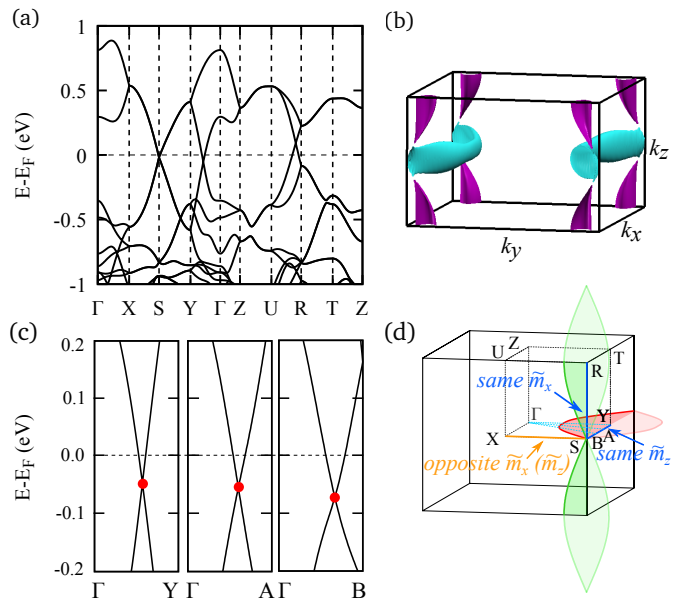 (a)
1
0.5
0
-0.5
-1
E-E_F (eV)
Γ X S Y Γ Z U R T Z
(b)
k_z
k_x
k_y
(c)
0.2
0.1
0.0
-0.1
-0.2
E-E_F (eV)
Γ Y Γ A Γ B
(d)
U Z T
R
same m̃_x
Γ Y
X S B A
same m̃_z
opposite m̃_x (m̃_z)